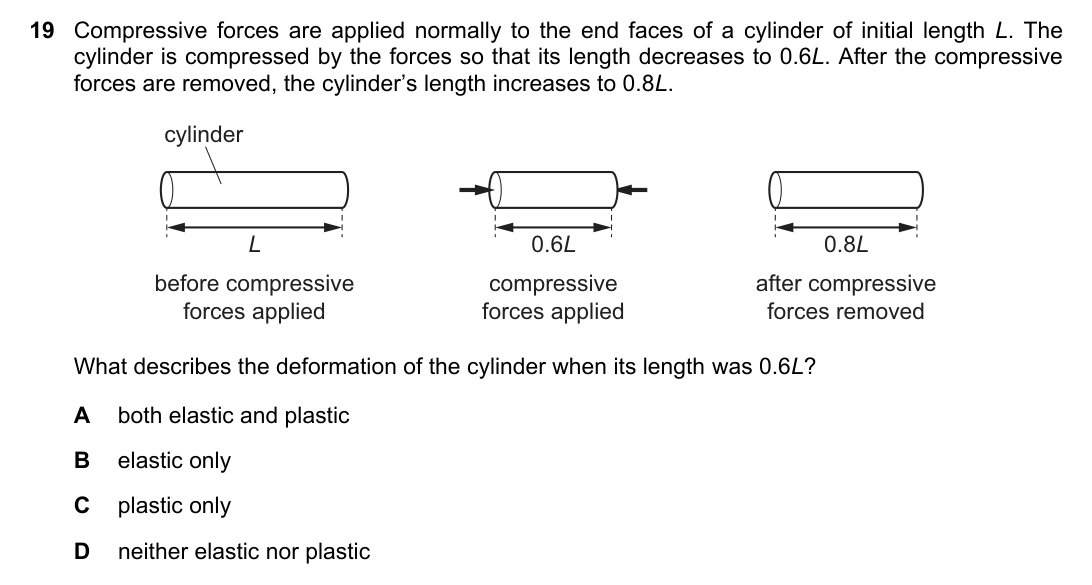 19 Compressive forces are applied normally to the end faces of a cylinder of initial length L. The
cylinder is compressed by the forces so that its length decreases to 0.6L. After the compressive
forces are removed, the cylinder's length increases to 0.8L.
cylinder
L
0.6L
0.8L
before compressive
forces applied
compressive
forces applied
after compressive
forces removed
What describes the deformation of the cylinder when its length was 0.6L?
A both elastic and plastic
B elastic only
C plastic only
D neither elastic nor plastic